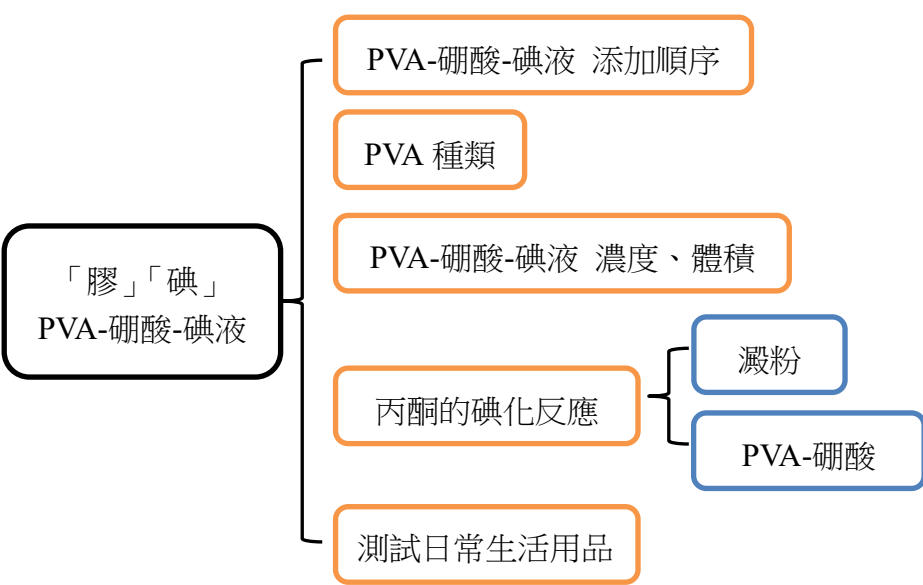 PVA-硼酸-碘液 添加順序
PVA 種類
PVA-硼酸-碘液 濃度、體積
「膠」「碘」
PVA-硼酸-碘液
丙酮的碘化反應
澱粉
PVA-硼酸
測試日常生活用品